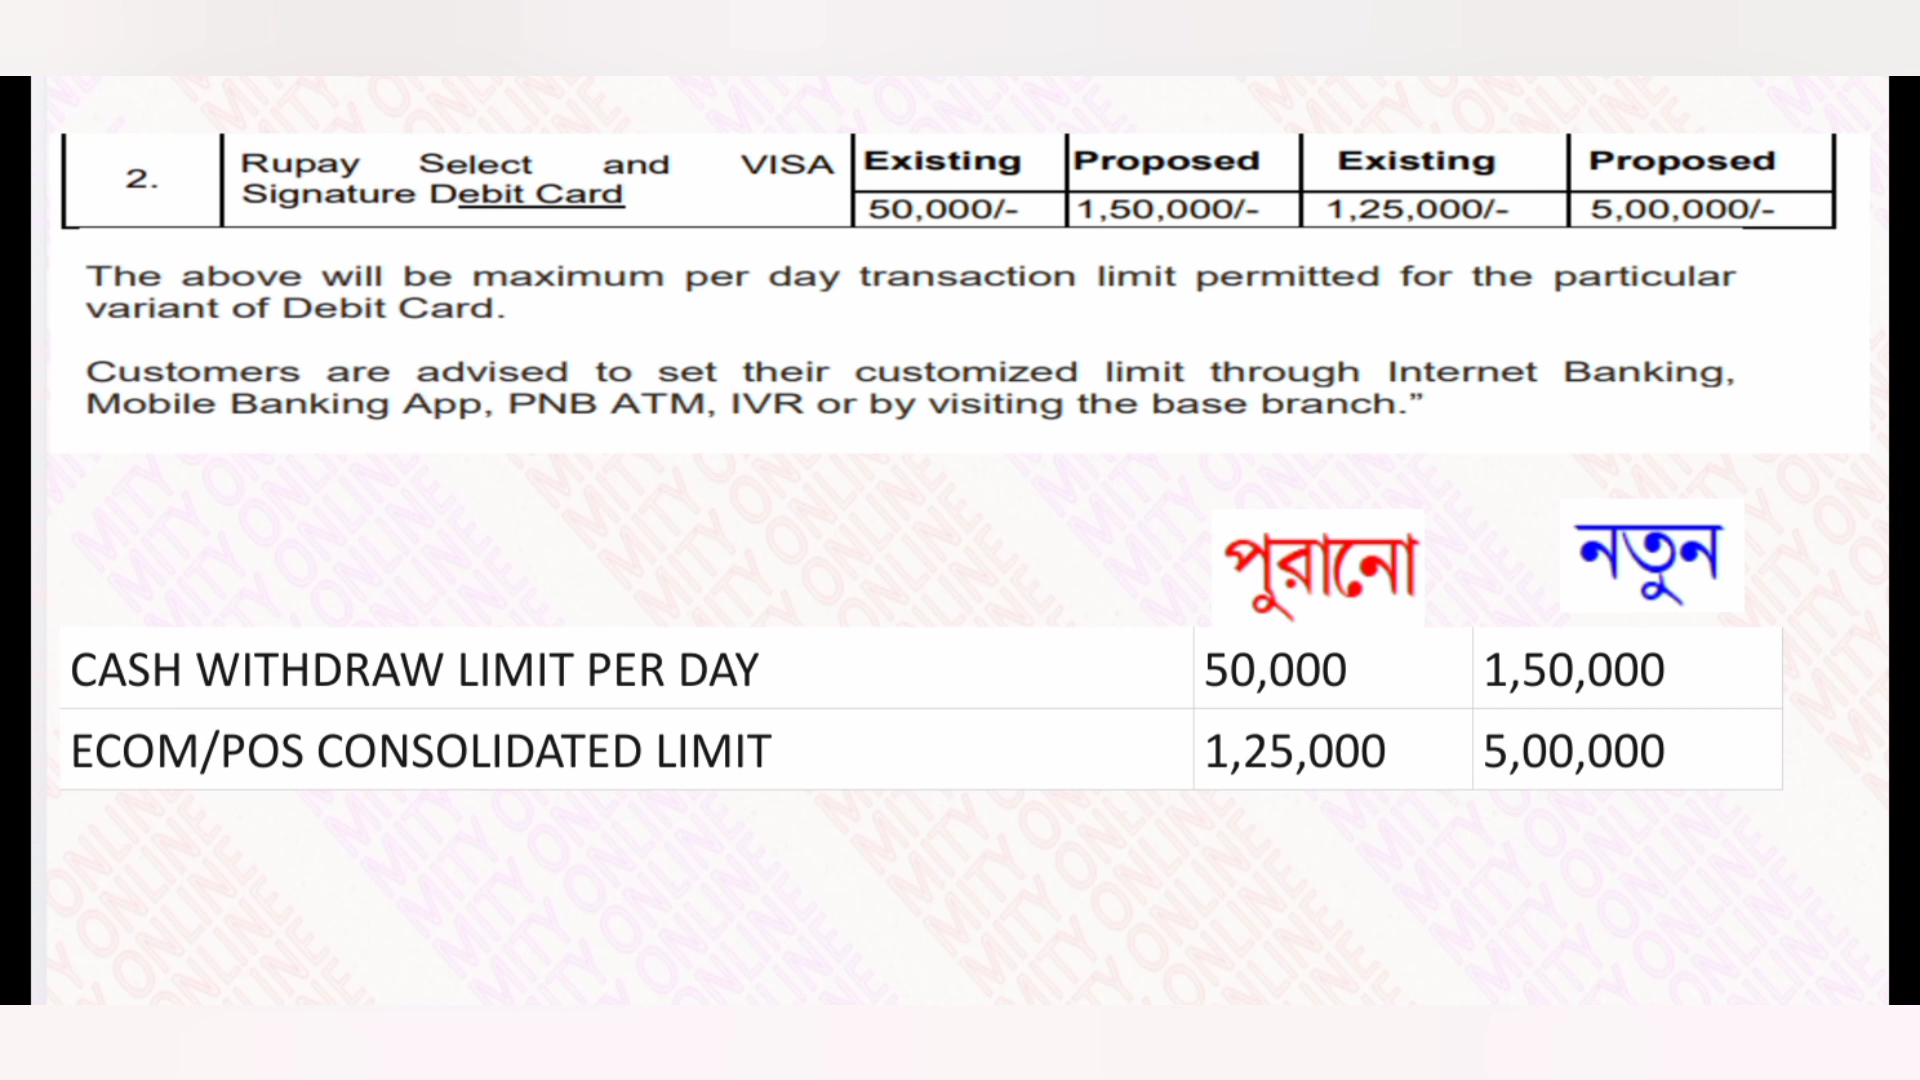 2. Rupay Select and VISA Signature Debit Card Existing Proposed Existing Proposed
50,000/- 1,50,000/- 1,25,000/- 5,00,000/-
The above will be maximum per day transaction limit permitted for the particular
variant of Debit Card.
Customers are advised to set their customized limit through Internet Banking,
Mobile Banking App, PNB ATM, IVR or by visiting the base branch.”
পুরানো নতুন
CASH WITHDRAW LIMIT PER DAY 50,000 1,50,000
ECOM/POS CONSOLIDATED LIMIT 1,25,000 5,00,000
MITY ONLINE